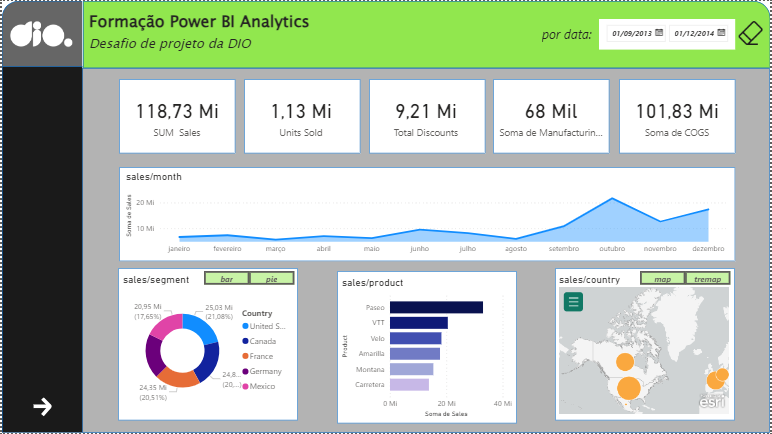 dio.
Formação Power BI Analytics
Desafio de projeto da DIO
por data:
01/09/2013
01/12/2014
118,73 Mi
SUM Sales
1,13 Mi
Units Sold
9,21 Mi
Total Discounts
68 Mil
Soma de Manufacturin...
101,83 Mi
Soma de COGS
sales/month
Soma de Sales
20 Mi
10 Mi
janeiro fevereiro março abril maio junho julho agosto setembro outubro novembro dezembro
sales/segment
bar
pie
20,95 Mi
(17,65%)
25,03 Mi
(21,08%)
24,8...
(20,...)
24,35 Mi
(20,51%)
Country
United S...
Canada
France
Germany
Mexico
sales/product
Product
Paseo
VTT
Velo
Amarilla
Montana
Carretera
0 Mi 20 Mi 40 Mi
Soma de Sales
sales/country
map
tremap
esri